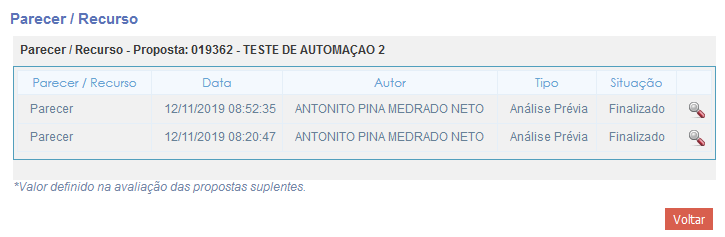 Parecer / Recurso
Parecer / Recurso - Proposta: 019362 - TESTE DE AUTOMAÇAO 2
Parecer / Recurso Data Autor Tipo Situação
Parecer 12/11/2019 08:52:35 ANTONITO PINA MEDRADO NETO Análise Prévia Finalizado
Parecer 12/11/2019 08:20:47 ANTONITO PINA MEDRADO NETO Análise Prévia Finalizado
*Valor definido na avaliação das propostas suplentes.
Voltar